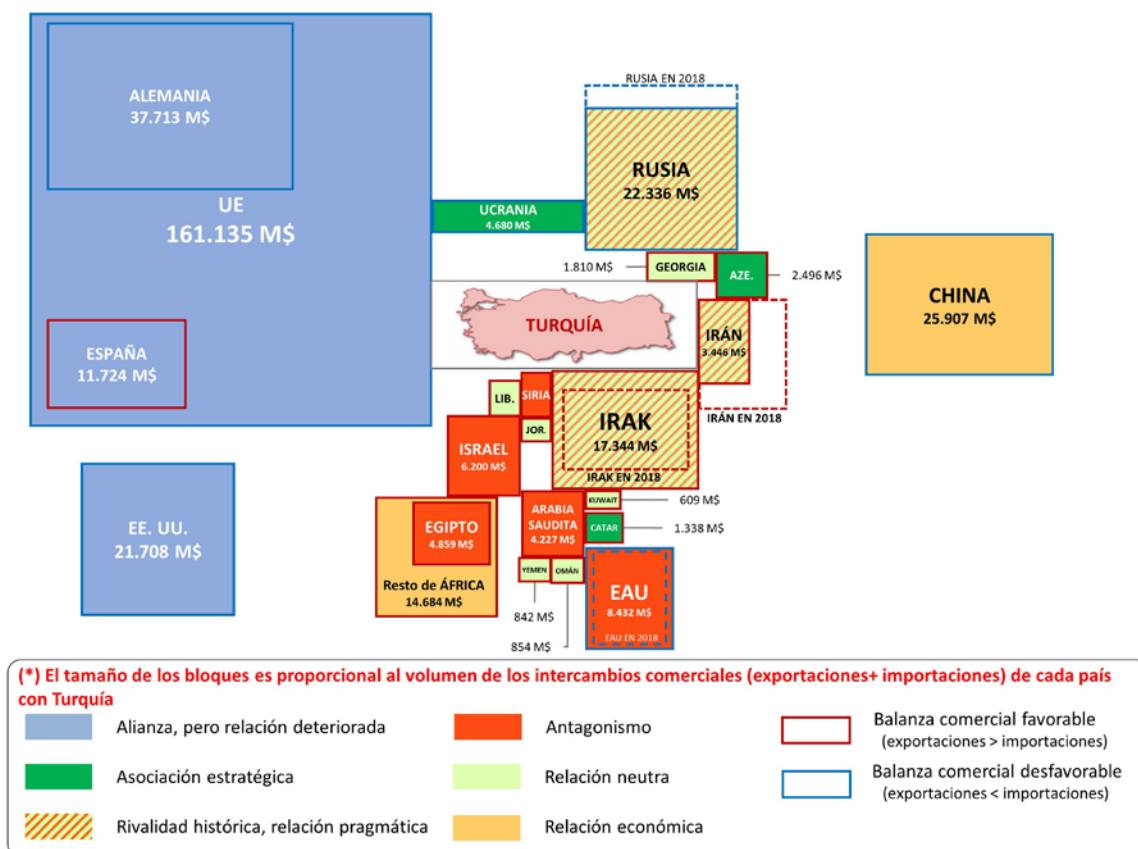 RUSIA EN 2018
ALEMANIA
37.713 M$
UE
161.135 M$
RUSIA
22.336 M$
UCRANIA
4.680 M$
1.810 M$
GEORGIA
AZE.
2.496 M$
CHINA
25.907 M$
TURQUÍA
IRÁN
3.446 M$
ESPAÑA
11.724 M$
IRÁN EN 2018
LIB.
SIRIA
JOR.
IRAK
17.344 M$
IRAK EN 2018
ISRAEL
6.200 M$
EE. UU.
21.708 M$
EGIPTO
4.859 M$
Resto de ÁFRICA
14.684 M$
ARABIA
SAUDITA
4.227 M$
KUWAIT
609 M$
CATAR
1.338 M$
YEMEN
OMÁN
842 M$
854 M$
EAU
8.432 M$
EAU EN 2018
(*) El tamaño de los bloques es proporcional al volumen de los intercambios comerciales (exportaciones+ importaciones) de cada país
con Turquía
Alianza, pero relación deteriorada
Antagonismo
Balanza comercial favorable
(exportaciones > importaciones)
Asociación estratégica
Relación neutra
Balanza comercial desfavorable
(exportaciones < importaciones)
Rivalidad histórica, relación pragmática
Relación económica